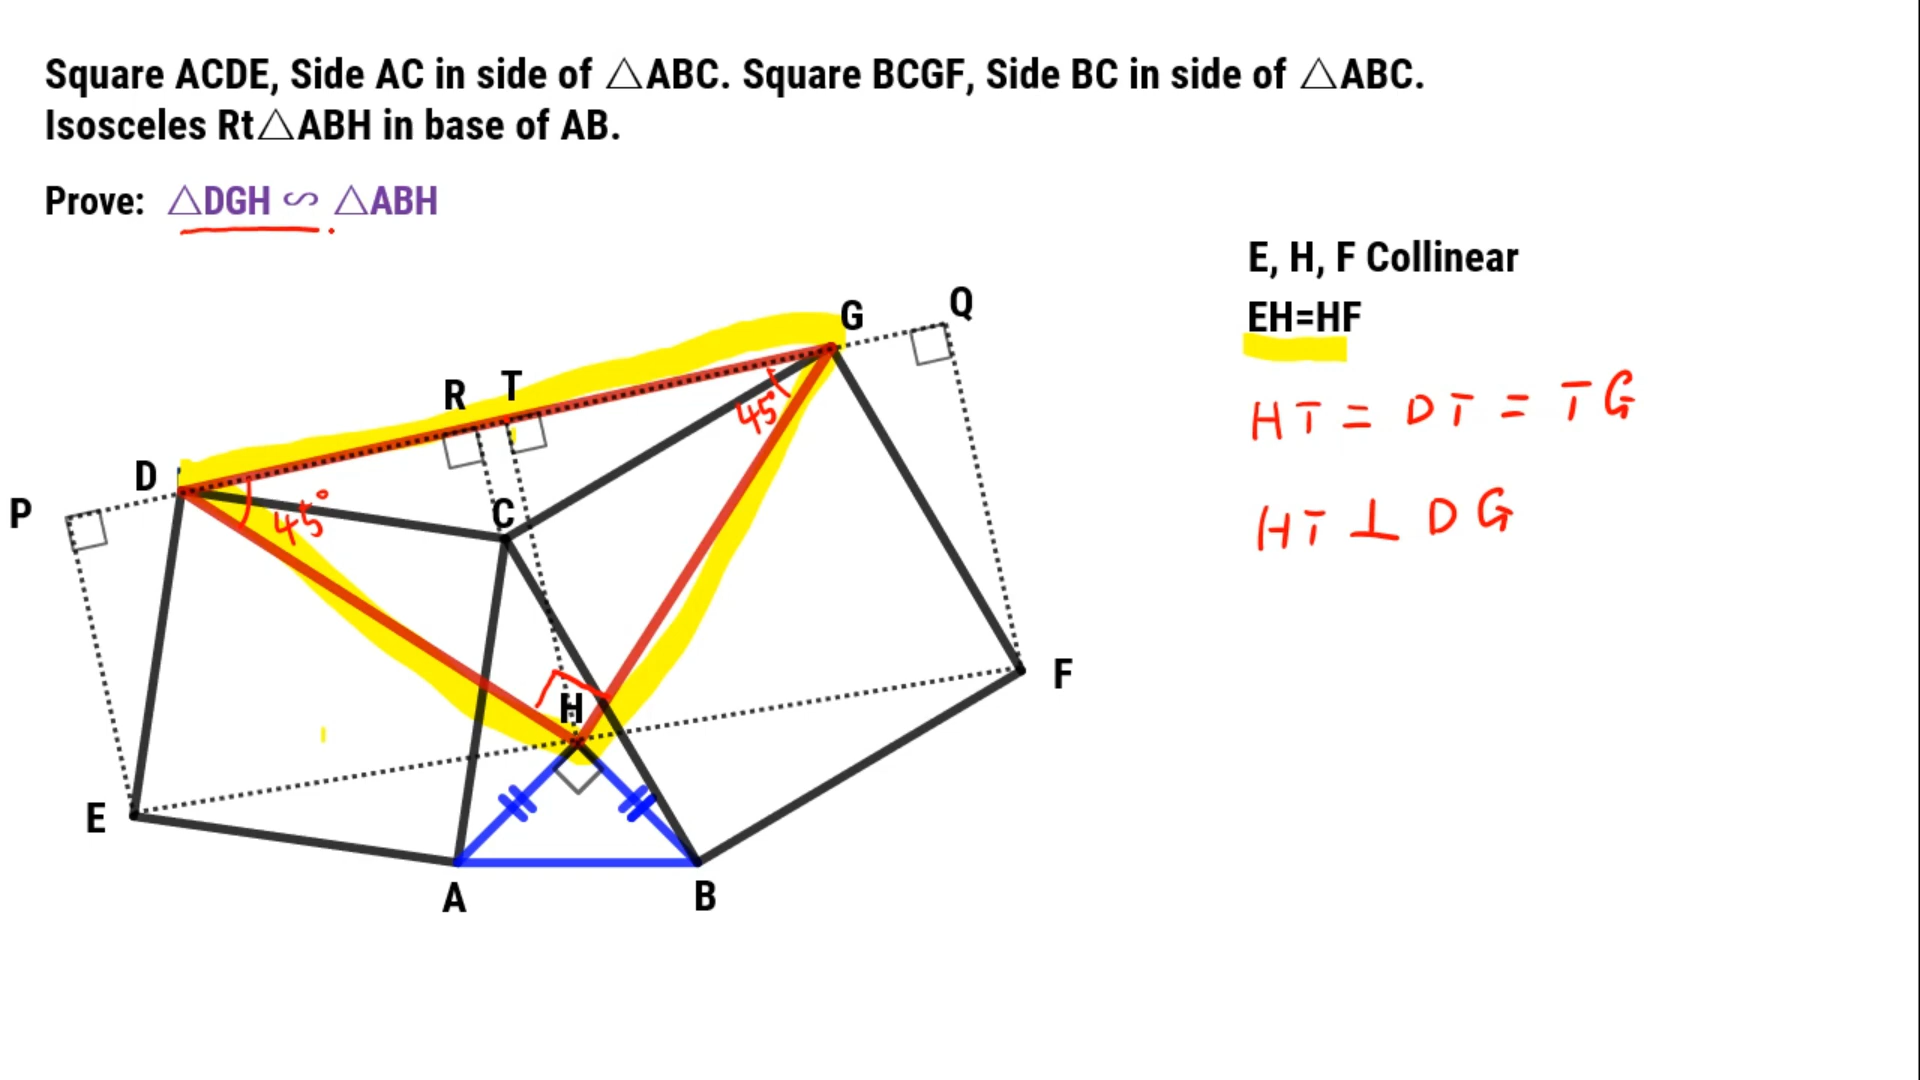 Square ACDE, Side AC in side of △ABC. Square BCGF, Side BC in side of △ABC.
Isosceles Rt△ABH in base of AB.
Prove: △DGH ∽ △ABH
E, H, F Collinear
EH=HF
HT = DT = TG
HT ⊥ DG
G
Q
R
T
D
P
C
45°
45°
H
F
E
A
B